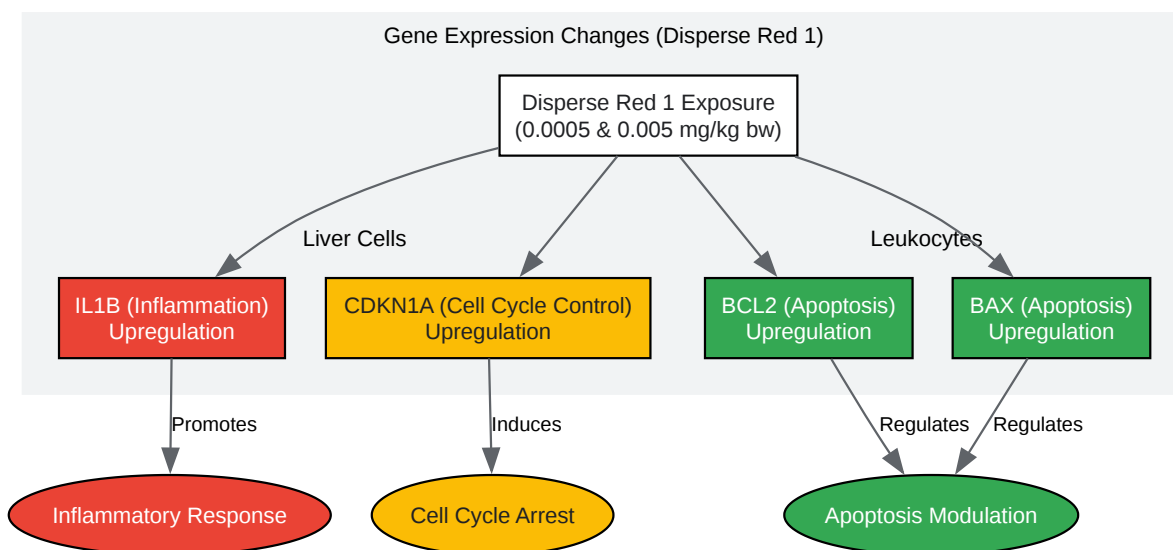 Gene Expression Changes (Disperse Red 1)
Disperse Red 1 Exposure
(0.0005 & 0.005 mg/kg bw)
Liver Cells
Leukocytes
IL1B (Inflammation)
Upregulation
CDKN1A (Cell Cycle Control)
Upregulation
BCL2 (Apoptosis)
Upregulation
BAX (Apoptosis)
Upregulation
Promotes
Induces
Regulates
Regulates
Inflammatory Response
Cell Cycle Arrest
Apoptosis Modulation